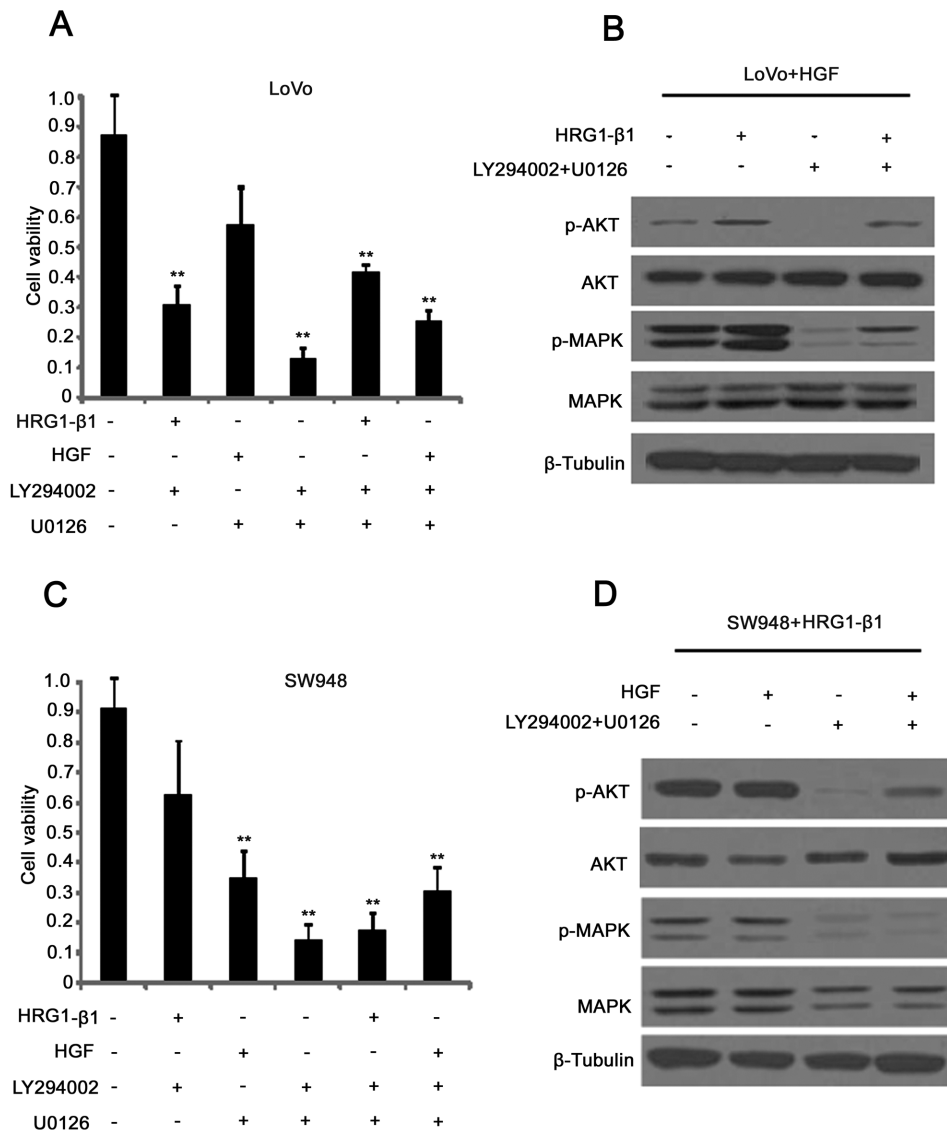 A
LoVo
Cell vability
1.0
0.9
0.8
0.7
0.6
0.5
0.4
0.3
0.2
0.1
0
** ** ** **
HRG1-β1 - + - - + -
HGF - - + - - +
LY294002 - + - + + +
U0126 - - + + + +
B
LoVo+HGF
HRG1-β1 - + - +
LY294002+U0126 - - + +
p-AKT
AKT
p-MAPK
MAPK
β-Tubulin
C
SW948
Cell viability
1.0
0.9
0.8
0.7
0.6
0.5
0.4
0.3
0.2
0.1
0
** ** ** **
HRG1-β1 - + - - + -
HGF - - + - - +
LY294002 - + - + + +
U0126 - - + + + +
D
SW948+HRG1-β1
HGF - + - +
LY294002+U0126 - - + +
p-AKT
AKT
p-MAPK
MAPK
β-Tubulin